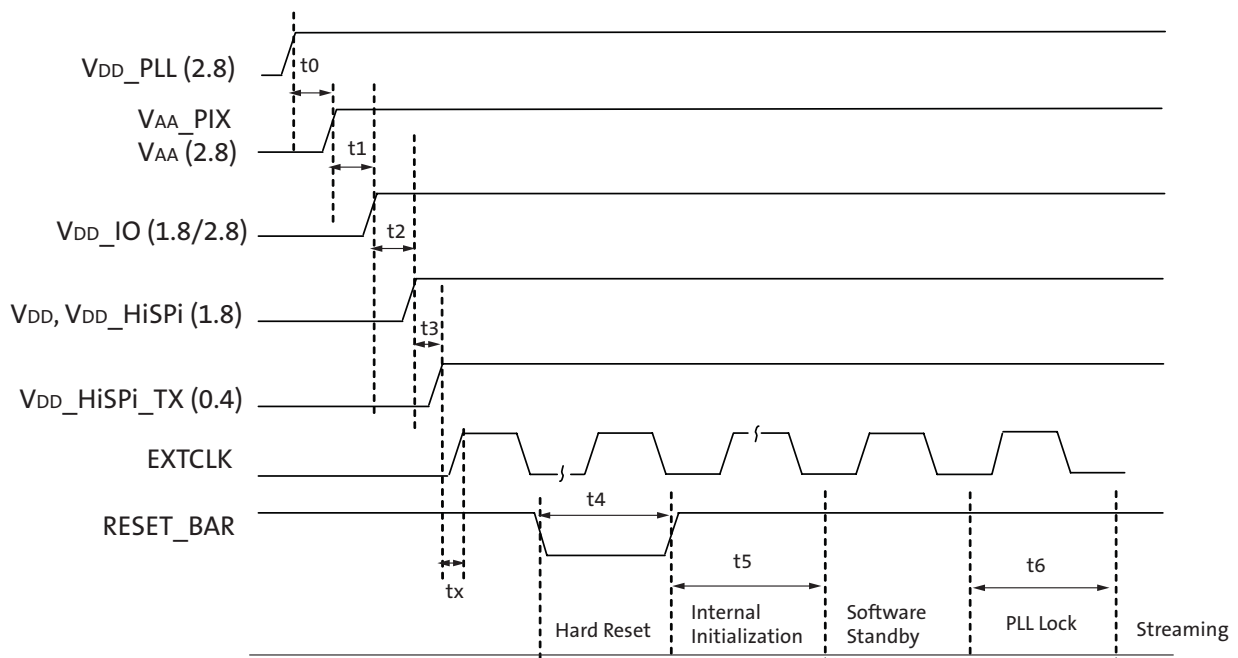 VDD_PLL (2.8)
t0
VAA_PIX
VAA (2.8)
t1
VDD_IO (1.8/2.8)
t2
VDD, VDD_HiSPi (1.8)
t3
VDD_HiSPi_TX (0.4)
EXTCLK
RESET_BAR
t4
tx
t5
t6
Hard Reset
Internal
Initialization
Software
Standby
PLL Lock
Streaming